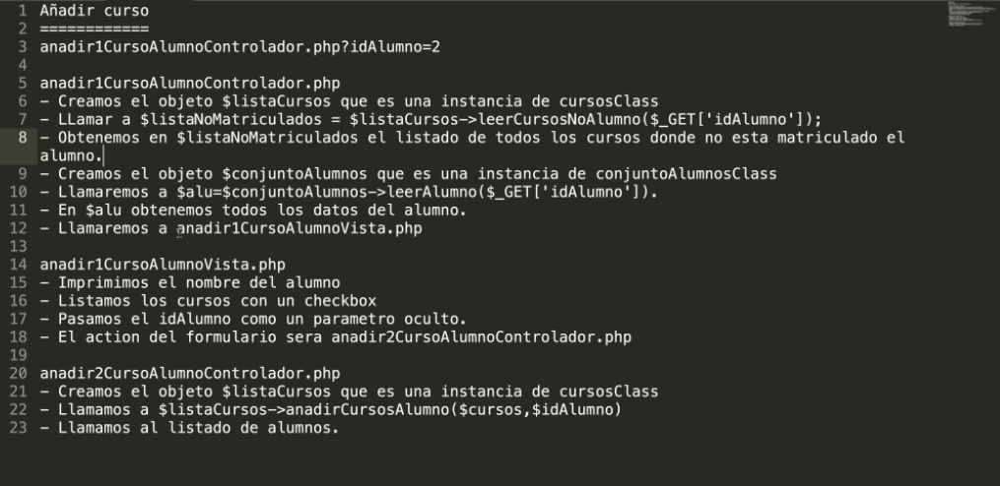 1 Añadir curso
2 ============
3 anadir1CursoAlumnoControlador.php?idAlumno=2
4
5 anadir1CursoAlumnoControlador.php
6 - Creamos el objeto $listaCursos que es una instancia de cursosClass
7 - LLamar a $listaNoMatriculados = $listaCursos->leerCursosNoAlumno($_GET['idAlumno']);
8 - Obtenemos en $listaNoMatriculados el listado de todos los cursos donde no esta matriculado el
alumno.
9 - Creamos el objeto $conjuntoAlumnos que es una instancia de conjuntoAlumnosClass
10 - Llamaremos a $alu=$conjuntoAlumnos->leerAlumno($_GET['idAlumno']).
11 - En $alu obtenemos todos los datos del alumno.
12 - Llamaremos a anadir1CursoAlumnoVista.php
13
14 anadir1CursoAlumnoVista.php
15 - Imprimimos el nombre del alumno
16 - Listamos los cursos con un checkbox
17 - Pasamos el idAlumno como un parametro oculto.
18 - El action del formulario sera anadir2CursoAlumnoControlador.php
19
20 anadir2CursoAlumnoControlador.php
21 - Creamos el objeto $listaCursos que es una instancia de cursosClass
22 - Llamamos a $listaCursos->anadirCursosAlumno($cursos,$idAlumno)
23 - Llamamos al listado de alumnos.